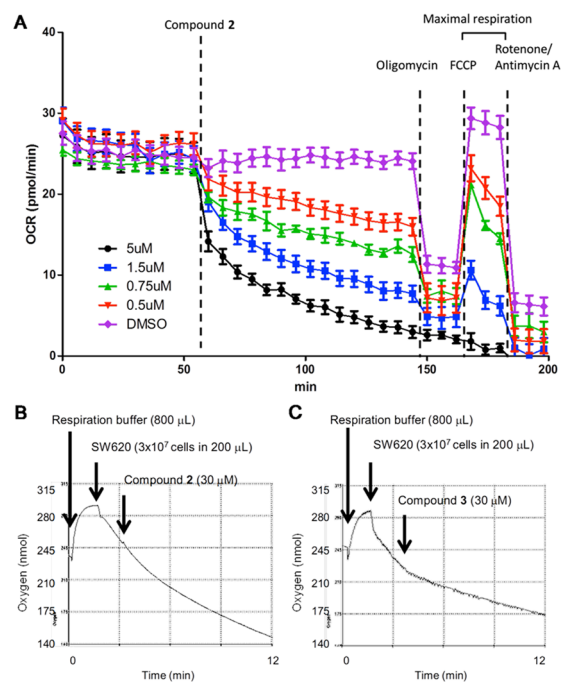 A
Compound 2
Maximal respiration
Oligomycin FCCP Rotenone/
Antimycin A
OCR (pmol/min)
40
30
20
10
0
5uM
1.5uM
0.75uM
0.5uM
DMSO
0 50 100 150 200
min
B
Respiration buffer (800 µL)
SW620 (3x10⁷ cells in 200 µL)
Compound 2 (30 µM)
Oxygen (nmol)
315
280
245
210
175
140
0 12
Time (min)
C
Respiration buffer (800 µL)
SW620 (3x10⁷ cells in 200 µL)
Compound 3 (30 µM)
Oxygen (nmol)
315
280
245
210
175
140
0 12
Time (min)